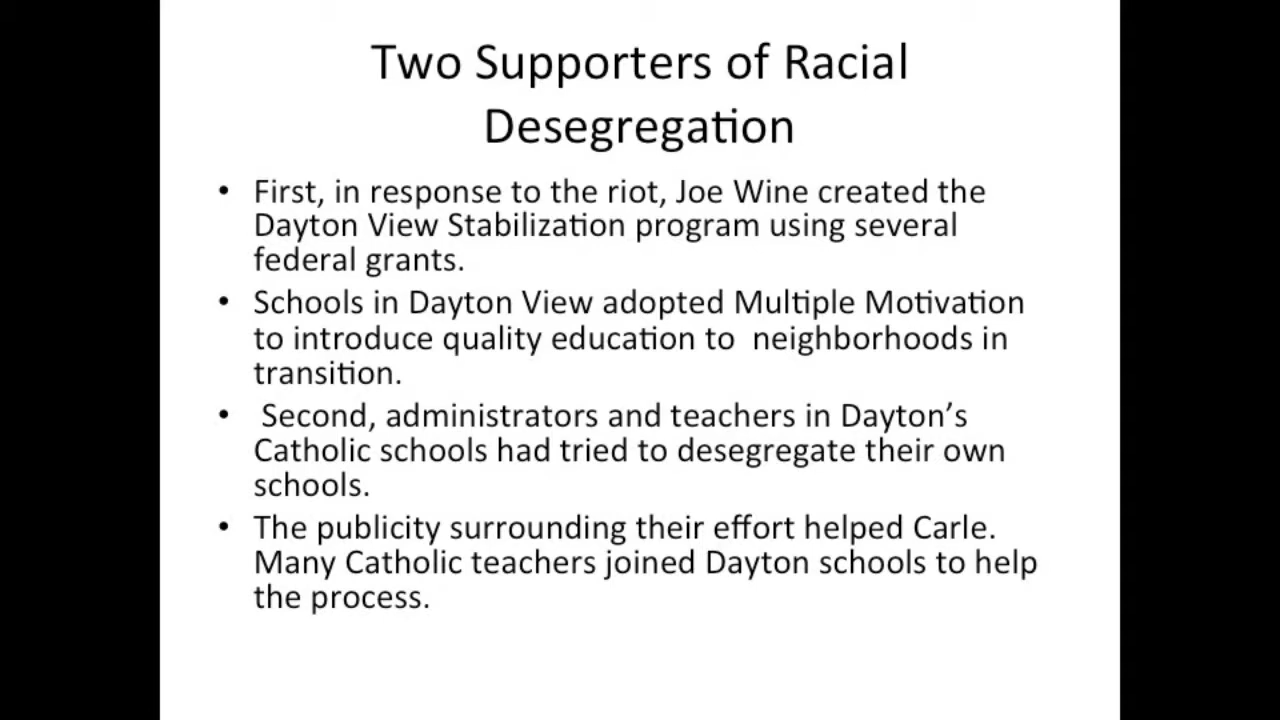 Two Supporters of Racial
Desegregation
• First, in response to the riot, Joe Wine created the
Dayton View Stabilization program using several
federal grants.
• Schools in Dayton View adopted Multiple Motivation
to introduce quality education to  neighborhoods in
transition.
•  Second, administrators and teachers in Dayton’s
Catholic schools had tried to desegregate their own
schools.
• The publicity surrounding their effort helped Carle.
Many Catholic teachers joined Dayton schools to help
the process.